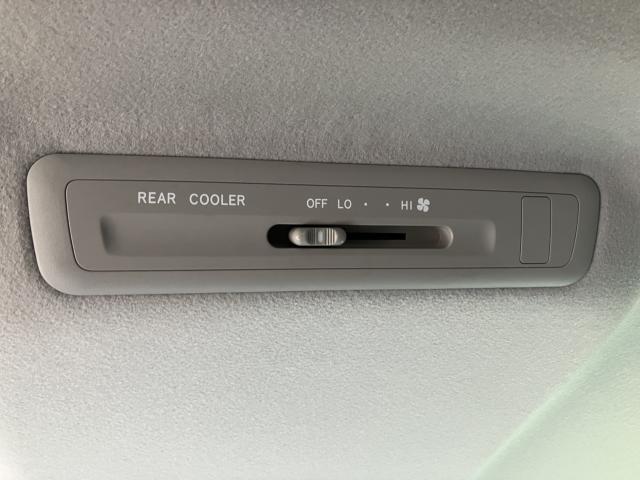 REAR COOLER OFF LO · · HI